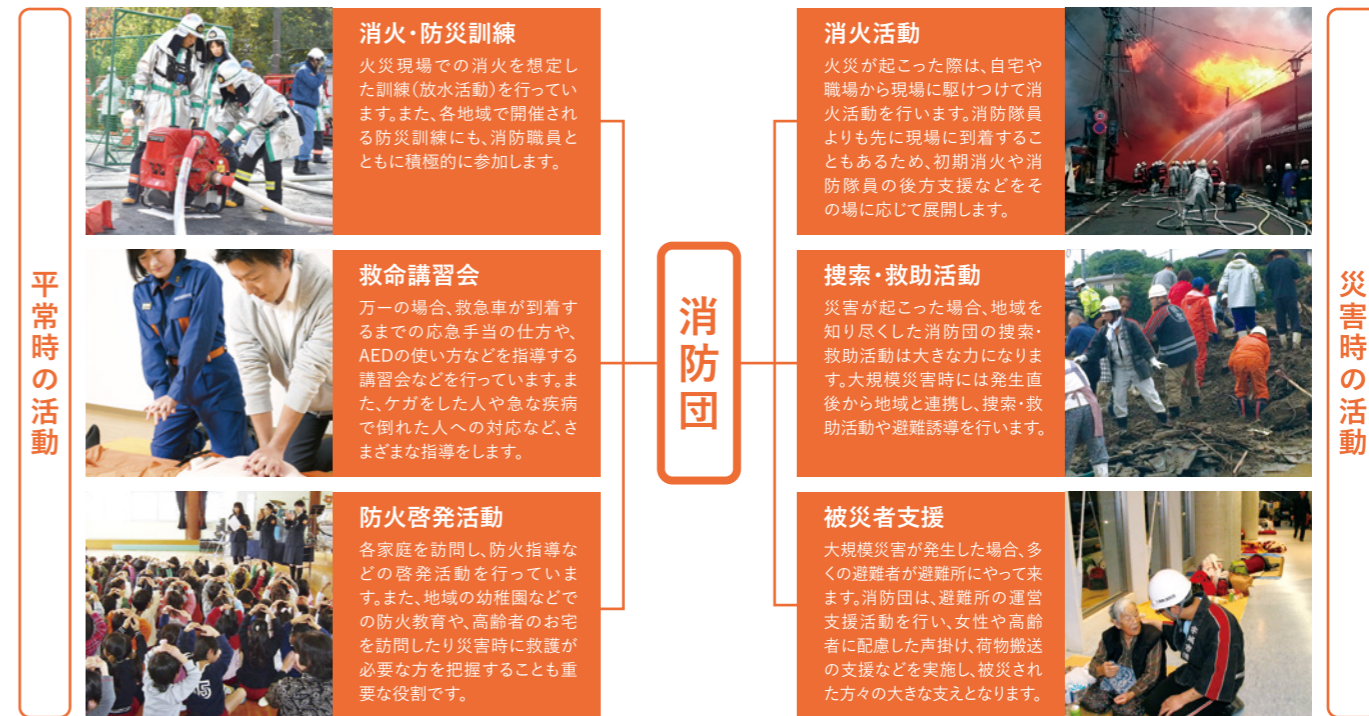 平常時の活動
消火・防災訓練
火災現場での消火を想定し
た訓練(放水活動)を行ってい
ます。また、各地域で開催され
る防災訓練にも、消防職員と
ともに積極的に参加します。
救命講習会
万一の場合、救急車が到着す
るまでの応急手当の仕方や、
AEDの使い方などを指導する
講習会などを行っています。ま
た、ケガをした人や急な疾病
で倒れた人への対応など、さ
まざまな指導をします。
防火啓発活動
各家庭を訪問し、防火指導な
どの啓発活動を行っていま
す。また、地域の幼稚園などで
の防火教育や、高齢者のお宅
を訪問したり災害時に救護が
必要な方を把握することも重
要な役割です。
消防団
消火活動
火災が起こった際は、自宅や
職場から現場に駆けつけて消
火活動を行います。消防隊員
よりも先に現場に到着するこ
ともあるため、初期消火や消
防隊員の後方支援などをそ
の場に応じて展開します。
捜索・救助活動
災害が起こった場合、地域を
知り尽くした消防団の捜索・
救助活動は大きな力になりま
す。大規模災害時には発生直
後から地域と連携し、捜索・救
助活動や避難誘導を行います。
被災者支援
大規模災害が発生した場合、多
くの避難者が避難所にやって来
ます。消防団は、避難所の運営
支援活動を行い、女性や高齢
者に配慮した声掛け、荷物搬送
の支援などを実施し、被災され
た方々の大きな支えとなります。
災害時の活動